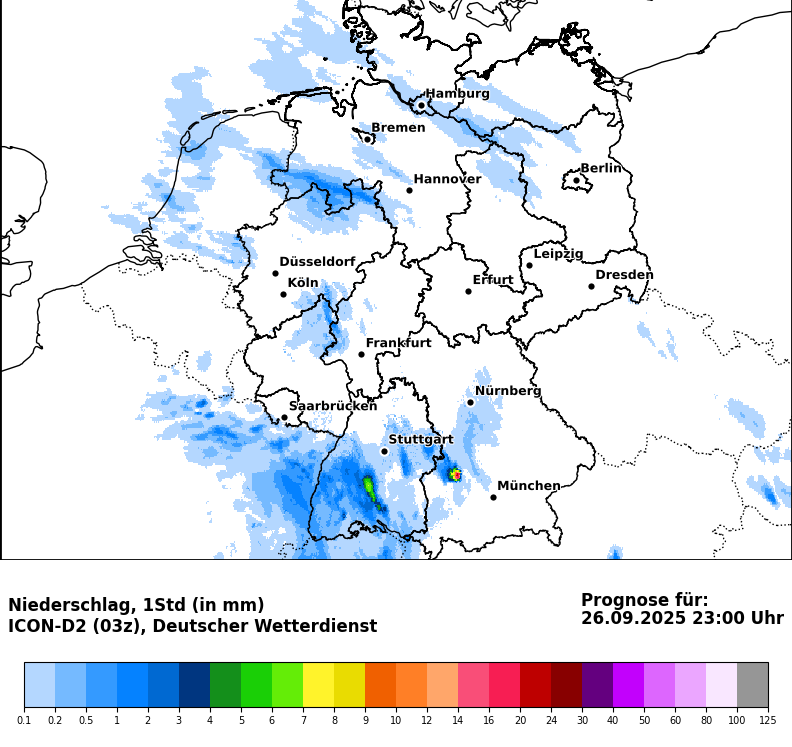 Hamburg
Bremen
Berlin
Hannover
Leipzig
Düsseldorf
Dresden
Erfurt
Köln
Frankfurt
Nürnberg
Saarbrücken
Stuttgart
München
Niederschlag, 1Std (in mm)
ICON-D2 (03z), Deutscher Wetterdienst
Prognose für:
26.09.2025 23:00 Uhr
0.1 0.2 0.5 1 2 3 4 5 6 7 8 9 10 12 14 16 20 24 30 40 50 60 80 100 125